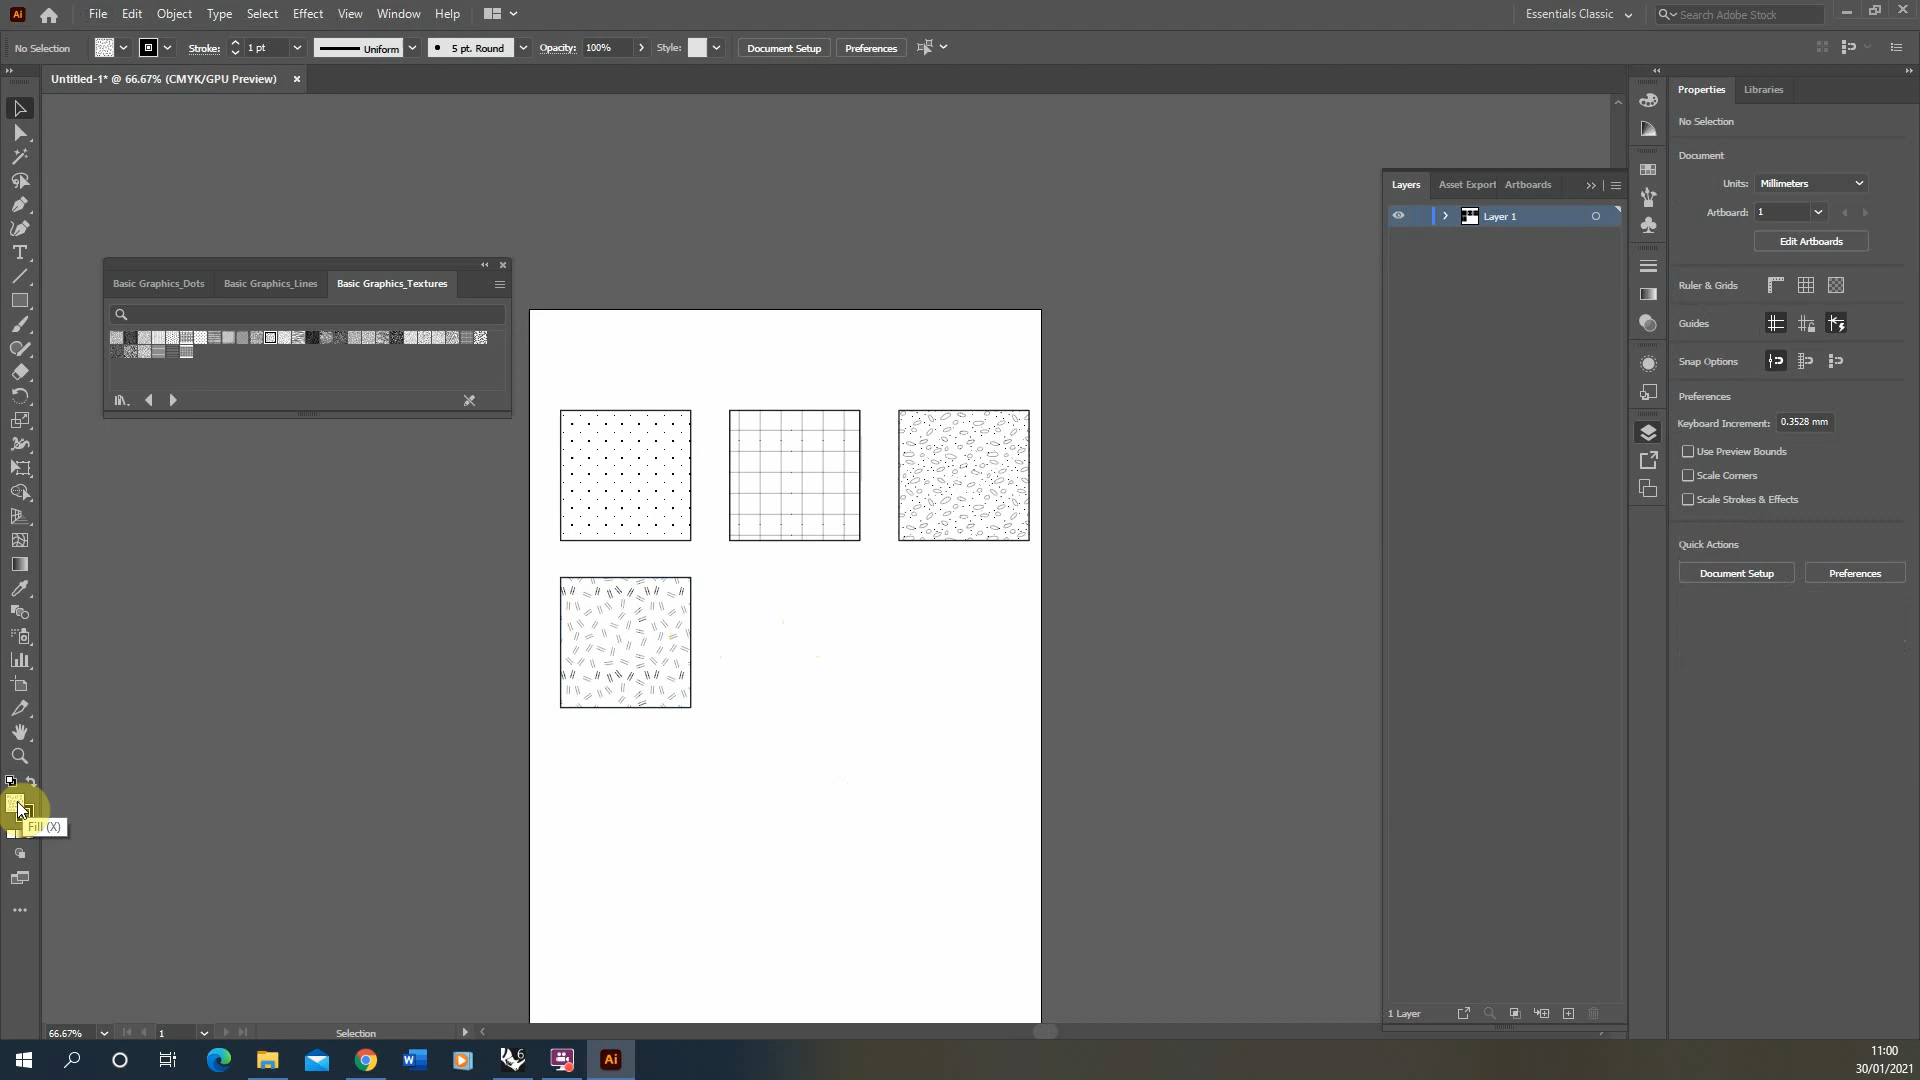 Ai File Edit Object Type Select Effect View Window Help Essentials Classic Search Adobe Stock
No Selection Stroke: 1 pt Uniform 5 pt. Round Opacity: 100% Style: Document Setup Preferences
Untitled-1* @ 66.67% (CMYK/GPU Preview)
Properties Libraries
No Selection
Document
Units: Millimeters
Artboard: 1
Edit Artboards
Ruler & Grids
Guides
Snap Options
Preferences
Keyboard Increment: 0.3528 mm
Use Preview Bounds
Scale Corners
Scale Strokes & Effects
Quick Actions
Document Setup Preferences
Layers Asset Export Artboards
Layer 1
1 Layer
Basic Graphics_Dots Basic Graphics_Lines Basic Graphics_Textures
Fill (X)
66.67% 1 Selection
W 6 Ai
11:00
30/01/2021